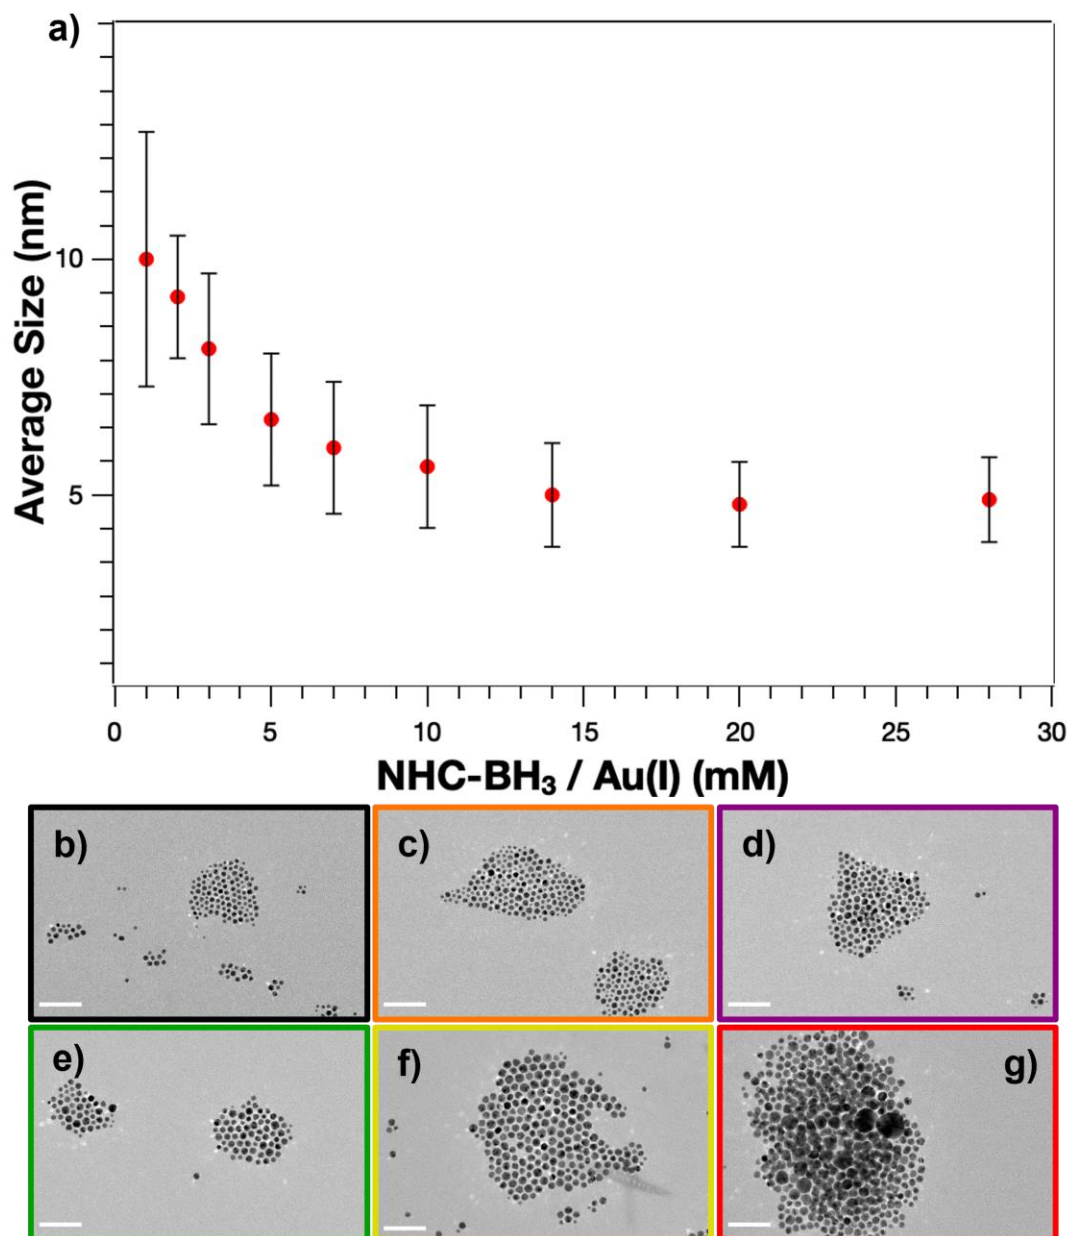 a)
Average Size (nm)
10
5
0 5 10 15 20 25 30
NHC-BH₃ / Au(I) (mM)
b) c) d)
e) f) g)